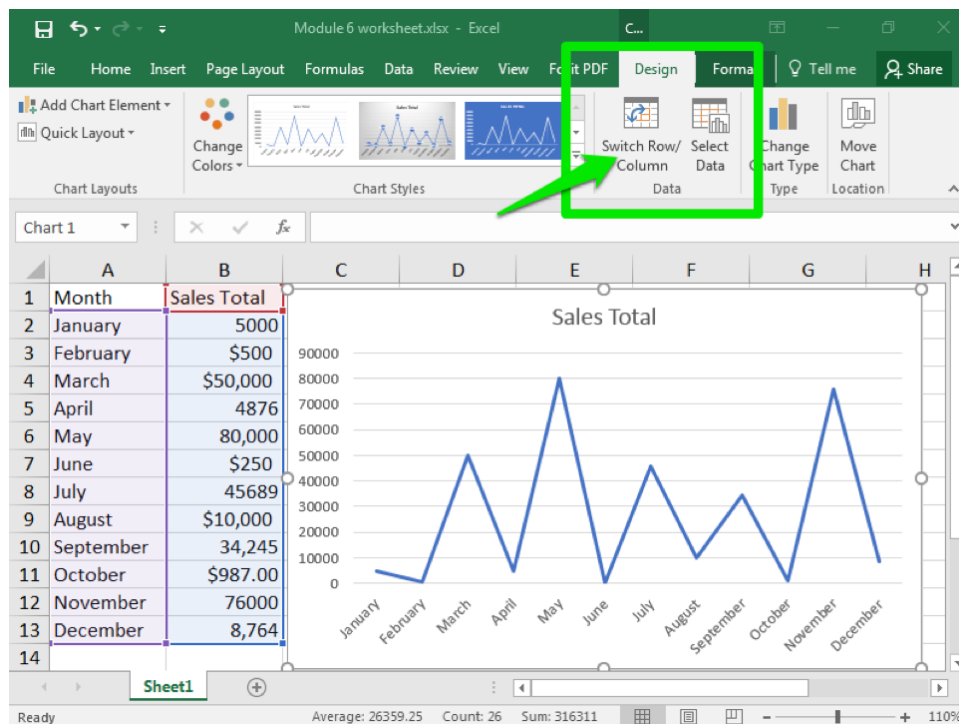 Module 6 worksheet.xlsx - Excel
C...
File Home Insert Page Layout Formulas Data Review View Fo it PDF Design Forma Tell me Share
Add Chart Element
Quick Layout
Change
Colors
Switch Row/
Column
Select
Data
Change
Chart Type
Move
Chart
Chart Layouts
Chart Styles
Data
Type
Location
Chart 1
fx
A B C D E F G H
1 Month Sales Total
2 January 5000
3 February $500
4 March $50,000
5 April 4876
6 May 80,000
7 June $250
8 July 45689
9 August $10,000
10 September 34,245
11 October $987.00
12 November 76000
13 December 8,764
14
Sales Total
90000
80000
70000
60000
50000
40000
30000
20000
10000
0
January February March April May June July August September October November December
Sheet1
Ready Average: 26359.25 Count: 26 Sum: 316311 110%